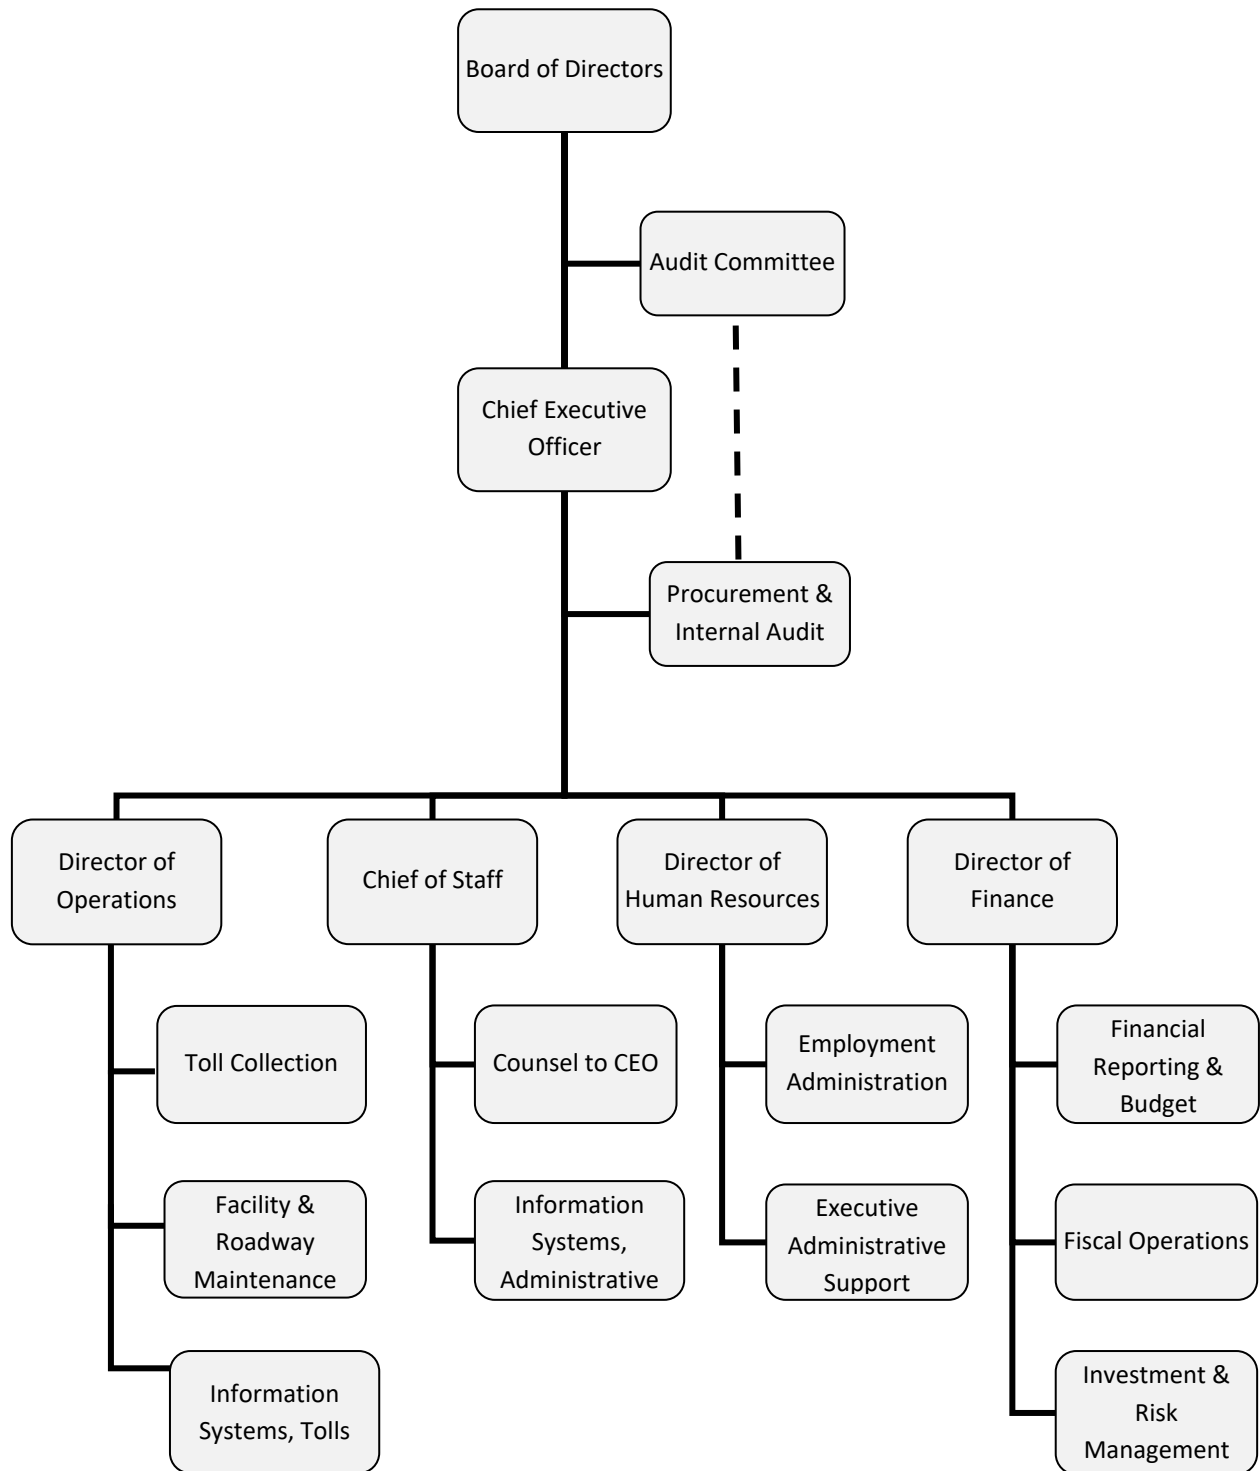 Board of Directors
Audit Committee
Chief Executive
Officer
Procurement &
Internal Audit
Director of
Operations
Chief of Staff
Director of
Human Resources
Director of
Finance
Toll Collection
Counsel to CEO
Employment
Administration
Financial
Reporting &
Budget
Facility &
Roadway
Maintenance
Information
Systems,
Administrative
Executive
Administrative
Support
Fiscal Operations
Information
Systems, Tolls
Investment &
Risk
Management